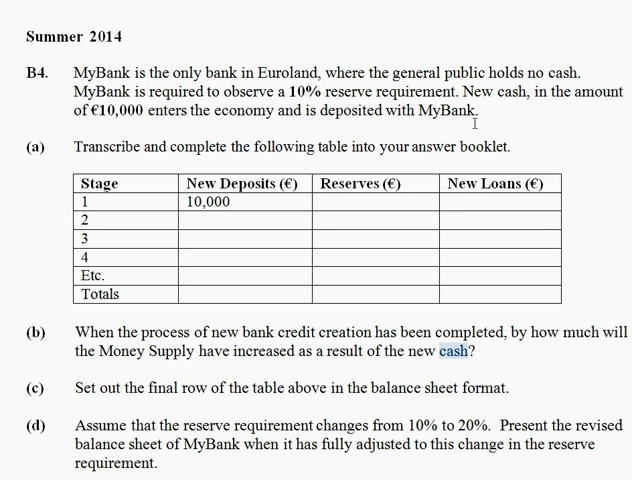 Summer 2014
B4. MyBank is the only bank in Euroland, where the general public holds no cash.
MyBank is required to observe a 10% reserve requirement. New cash, in the amount
of €10,000 enters the economy and is deposited with MyBank.
(a) Transcribe and complete the following table into your answer booklet.
Stage New Deposits (€) Reserves (€) New Loans (€)
1 10,000
2
3
4
Etc.
Totals
(b) When the process of new bank credit creation has been completed, by how much will
the Money Supply have increased as a result of the new cash?
(c) Set out the final row of the table above in the balance sheet format.
(d) Assume that the reserve requirement changes from 10% to 20%. Present the revised
balance sheet of MyBank when it has fully adjusted to this change in the reserve
requirement.